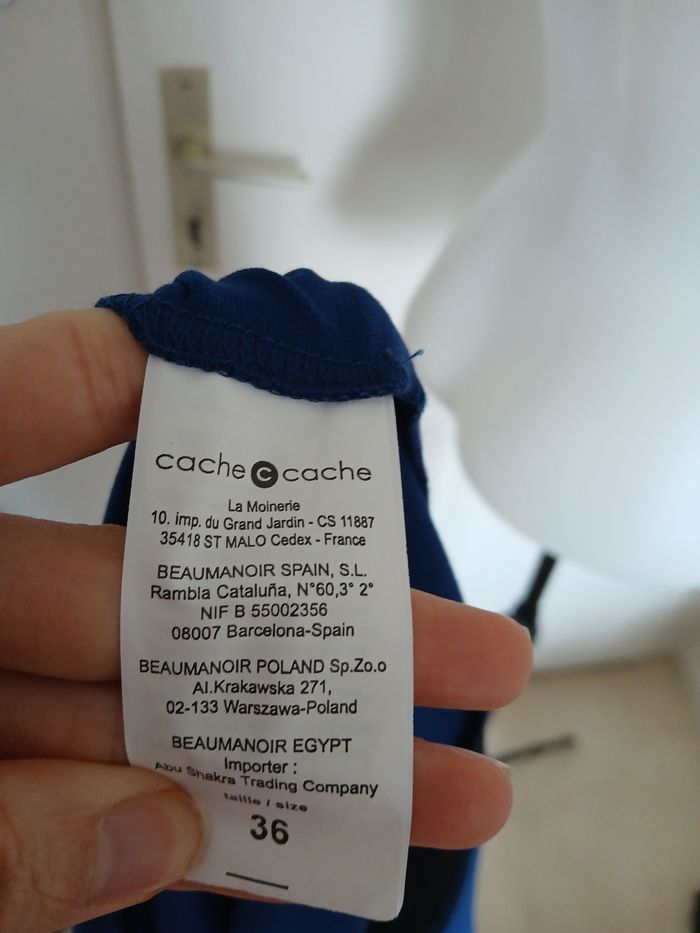 cache c cache
La Moinerie
10. imp. du Grand Jardin - CS 11887
35418 ST MALO Cedex - France
BEAUMANOIR SPAIN, S.L.
Rambla Cataluña, N°60,3° 2°
NIF B 55002356
08007 Barcelona-Spain
BEAUMANOIR POLAND Sp.Zo.o
Al.Krakawska 271,
02-133 Warszawa-Poland
BEAUMANOIR EGYPT
Importer :
Abu Shakra Trading Company
taille / size
36